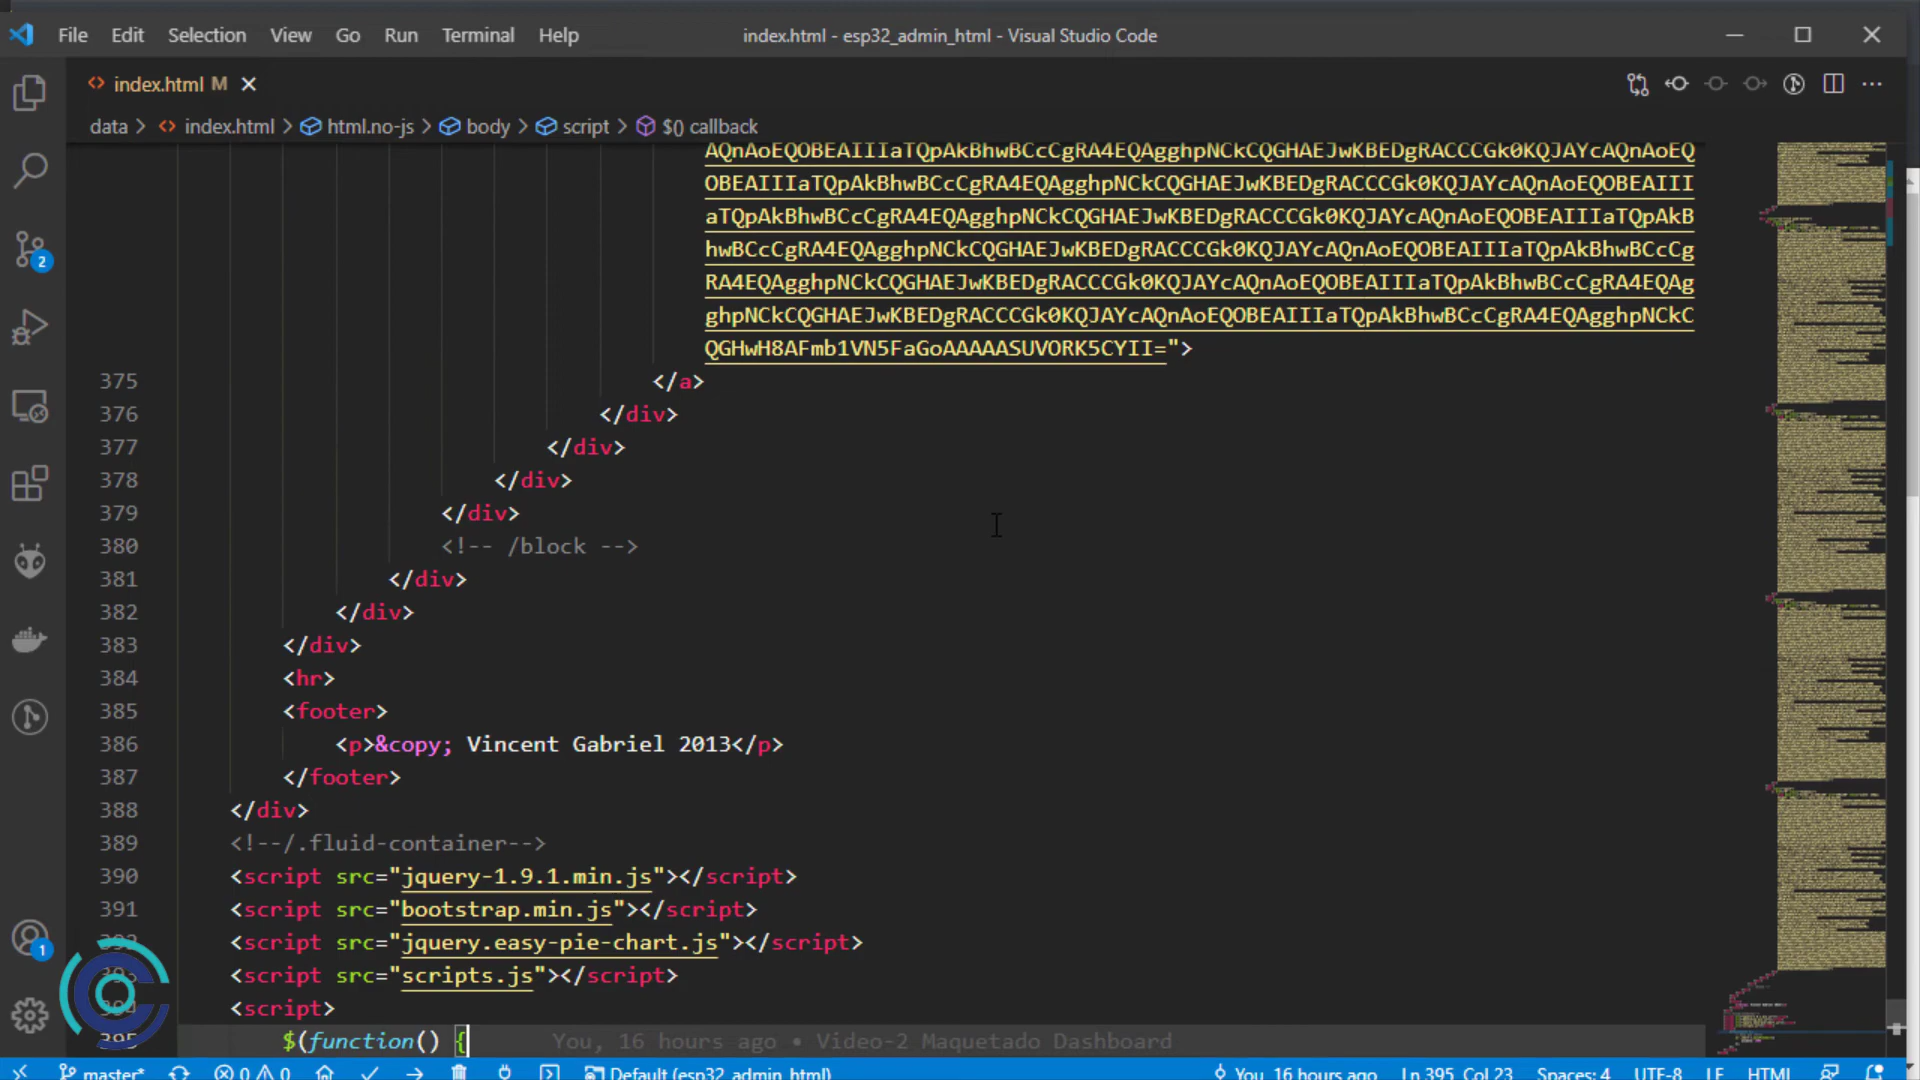 File Edit Selection View Go Run Terminal Help index.html - esp32_admin_html - Visual Studio Code
index.html M
data > index.html > html.no-js > body > script > $() callback
AQnAoEQOBEAIIIaTQpAkBhwBCcCgRA4EQAgghpNCkCQGHAEJwKBEDgRACCCGk0KQJAYcAQnAoEQ
OBEAIIIaTQpAkBhwBCcCgRA4EQAgghpNCkCQGHAEJwKBEDgRACCCGk0KQJAYcAQnAoEQOBEAIII
aTQpAkBhwBCcCgRA4EQAgghpNCkCQGHAEJwKBEDgRACCCGk0KQJAYcAQnAoEQOBEAIIIaTQpAkB
hwBCcCgRA4EQAgghpNCkCQGHAEJwKBEDgRACCCGk0KQJAYcAQnAoEQOBEAIIIaTQpAkBhwBCcCg
RA4EQAgghpNCkCQGHAEJwKBEDgRACCCGk0KQJAYcAQnAoEQOBEAIIIaTQpAkBhwBCcCgRA4EQAg
ghpNCkCQGHAEJwKBEDgRACCCGk0KQJAYcAQnAoEQOBEAIIIaTQpAkBhwBCcCgRA4EQAgghpNCkC
QGHwH8AFmb1VN5FaGoAAAAASUVORK5CYII=">
375 </a>
376 </div>
377 </div>
378 </div>
379 </div>
380 <!-- /block -->
381 </div>
382 </div>
383 </div>
384 <hr>
385 <footer>
386 <p>&copy; Vincent Gabriel 2013</p>
387 </footer>
388 </div>
389 <!--/.fluid-container-->
390 <script src="jquery-1.9.1.min.js"></script>
391 <script src="bootstrap.min.js"></script>
392 <script src="jquery.easy-pie-chart.js"></script>
393 <script src="scripts.js"></script>
394 <script>
395 $(function() { You, 16 hours ago • Video-2 Maquetado Dashboard
2
1
master* 0 0 Default (esp32_admin_html) You, 16 hours ago Ln 395, Col 23 Spaces: 4 UTF-8 LF HTML